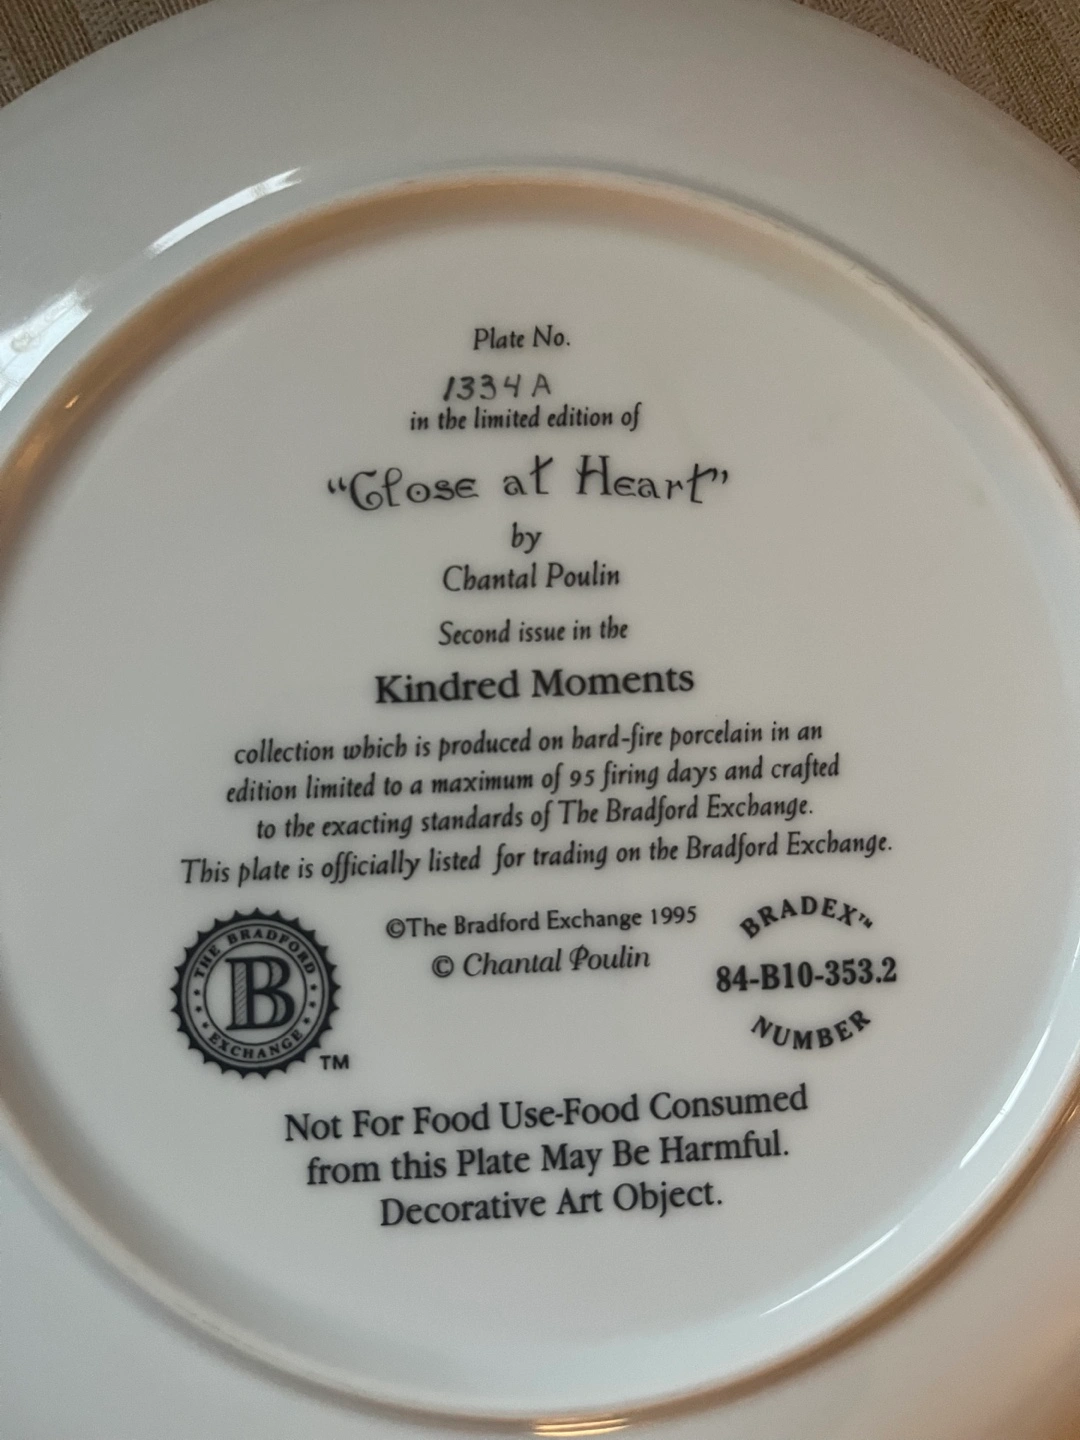 Plate No.
1334 A
in the limited edition of
"Close at Heart"
by
Chantal Poulin
Second issue in the
Kindred Moments
collection which is produced on hard-fire porcelain in an
edition limited to a maximum of 95 firing days and crafted
to the exacting standards of The Bradford Exchange.
This plate is officially listed for trading on the Bradford Exchange.
THE BRADFORD
B
EXCHANGE
TM
©The Bradford Exchange 1995
© Chantal Poulin
BRADEX™
84-B10-353.2
NUMBER
Not For Food Use-Food Consumed
from this Plate May Be Harmful.
Decorative Art Object.